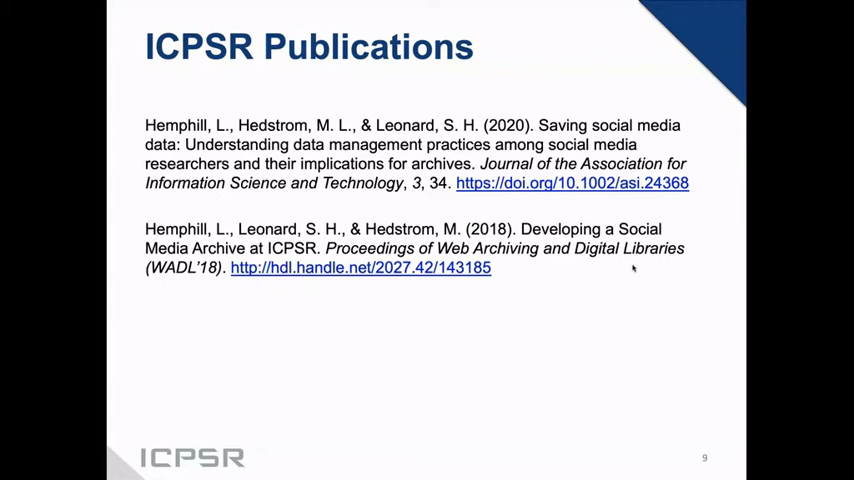 ICPSR Publications
Hemphill, L., Hedstrom, M. L., & Leonard, S. H. (2020). Saving social media
data: Understanding data management practices among social media
researchers and their implications for archives. Journal of the Association for
Information Science and Technology, 3, 34. https://doi.org/10.1002/asi.24368
Hemphill, L., Leonard, S. H., & Hedstrom, M. (2018). Developing a Social
Media Archive at ICPSR. Proceedings of Web Archiving and Digital Libraries
(WADL'18). http://hdl.handle.net/2027.42/143185
ICPSR
9